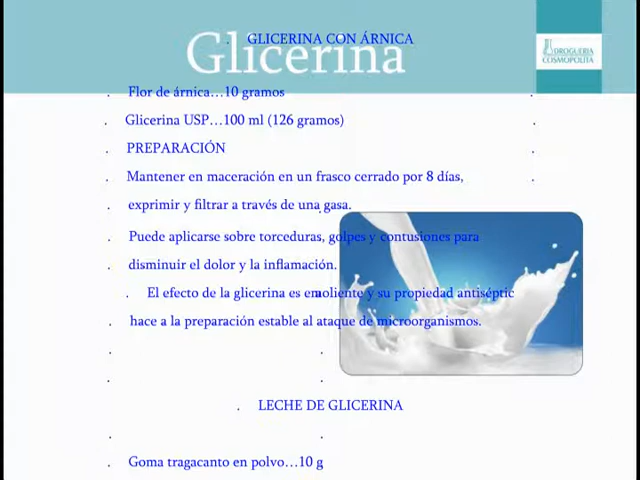 GLICERINA CON ÁRNICA
Glicerina
DROGUERIA
COSMOPOLITA
Flor de árnica...10 gramos
Glicerina USP...100 ml (126 gramos)
PREPARACIÓN
Mantener en maceración en un frasco cerrado por 8 días,
exprimir y filtrar a través de una gasa.
Puede aplicarse sobre torceduras, golpes y contusiones para
disminuir el dolor y la inflamación.
El efecto de la glicerina es emoliente y su propiedad antiséptic
hace a la preparación estable al ataque de microorganismos.
LECHE DE GLICERINA
Goma tragacanto en polvo...10 g